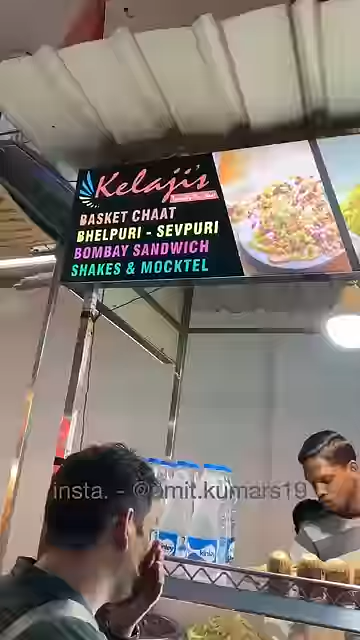 Kelaji's
BASKET CHAAT
BHELPURI - SEVPURI
BOMBAY SANDWICH
SHAKES & MOCKTEL
insta. - @amit.kumars19
kinley